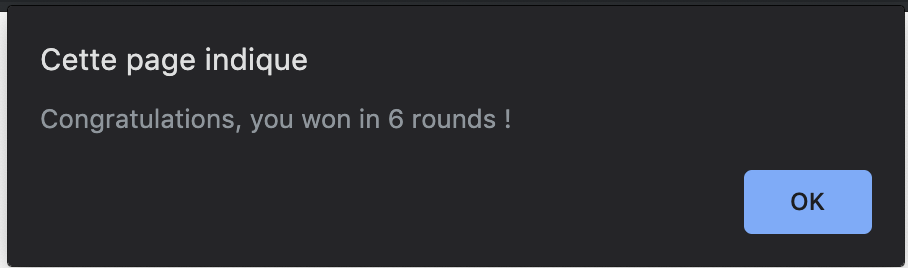 Cette page indique
Congratulations, you won in 6 rounds !
OK